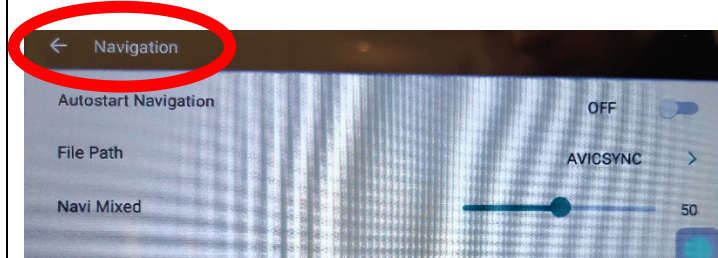 ← Navigation
Autostart Navigation OFF
File Path AVICSYNC >
Navi Mixed 50